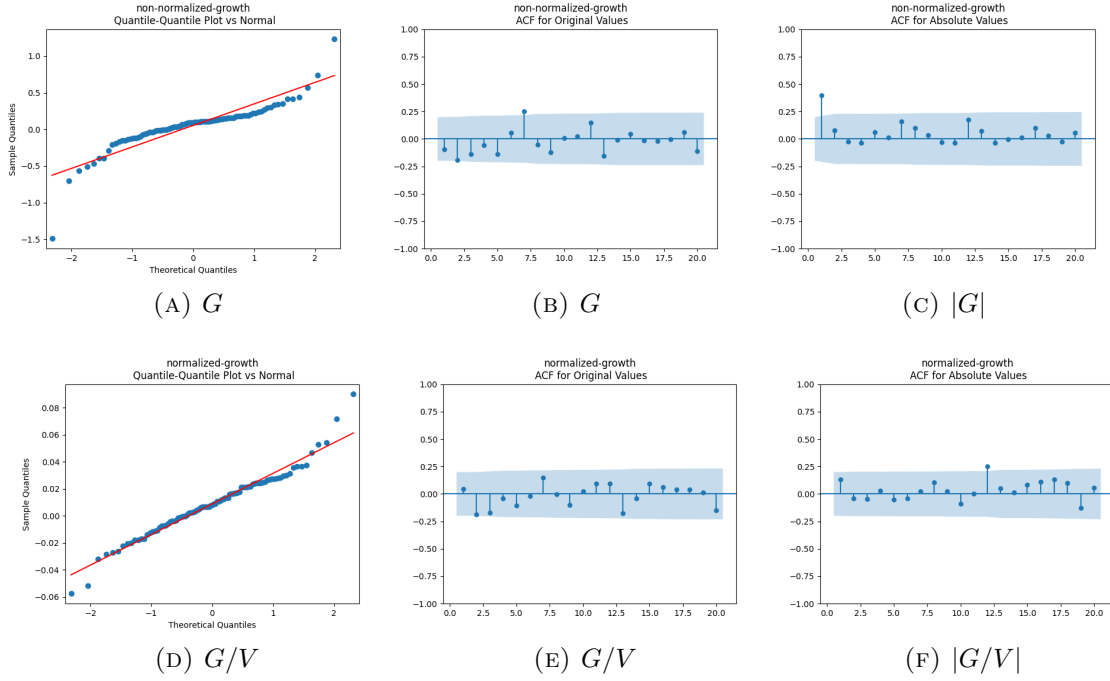 non-normalized-growth
Quantile-Quantile Plot vs Normal
1.0
0.5
0.0
−0.5
−1.0
−1.5
Sample Quantiles
−2 −1 0 1 2
Theoretical Quantiles
(A) G
non-normalized-growth
ACF for Original Values
1.00
0.75
0.50
0.25
0.00
−0.25
−0.50
−0.75
−1.00
0.0 2.5 5.0 7.5 10.0 12.5 15.0 17.5 20.0
(B) G
non-normalized-growth
ACF for Absolute Values
1.00
0.75
0.50
0.25
0.00
−0.25
−0.50
−0.75
−1.00
0.0 2.5 5.0 7.5 10.0 12.5 15.0 17.5 20.0
(C) |G|
normalized-growth
Quantile-Quantile Plot vs Normal
0.08
0.06
0.04
0.02
0.00
−0.02
−0.04
−0.06
Sample Quantiles
−2 −1 0 1 2
Theoretical Quantiles
(D) G/V
normalized-growth
ACF for Original Values
1.00
0.75
0.50
0.25
0.00
−0.25
−0.50
−0.75
−1.00
0.0 2.5 5.0 7.5 10.0 12.5 15.0 17.5 20.0
(E) G/V
normalized-growth
ACF for Absolute Values
1.00
0.75
0.50
0.25
0.00
−0.25
−0.50
−0.75
−1.00
0.0 2.5 5.0 7.5 10.0 12.5 15.0 17.5 20.0
(F) |G/V|